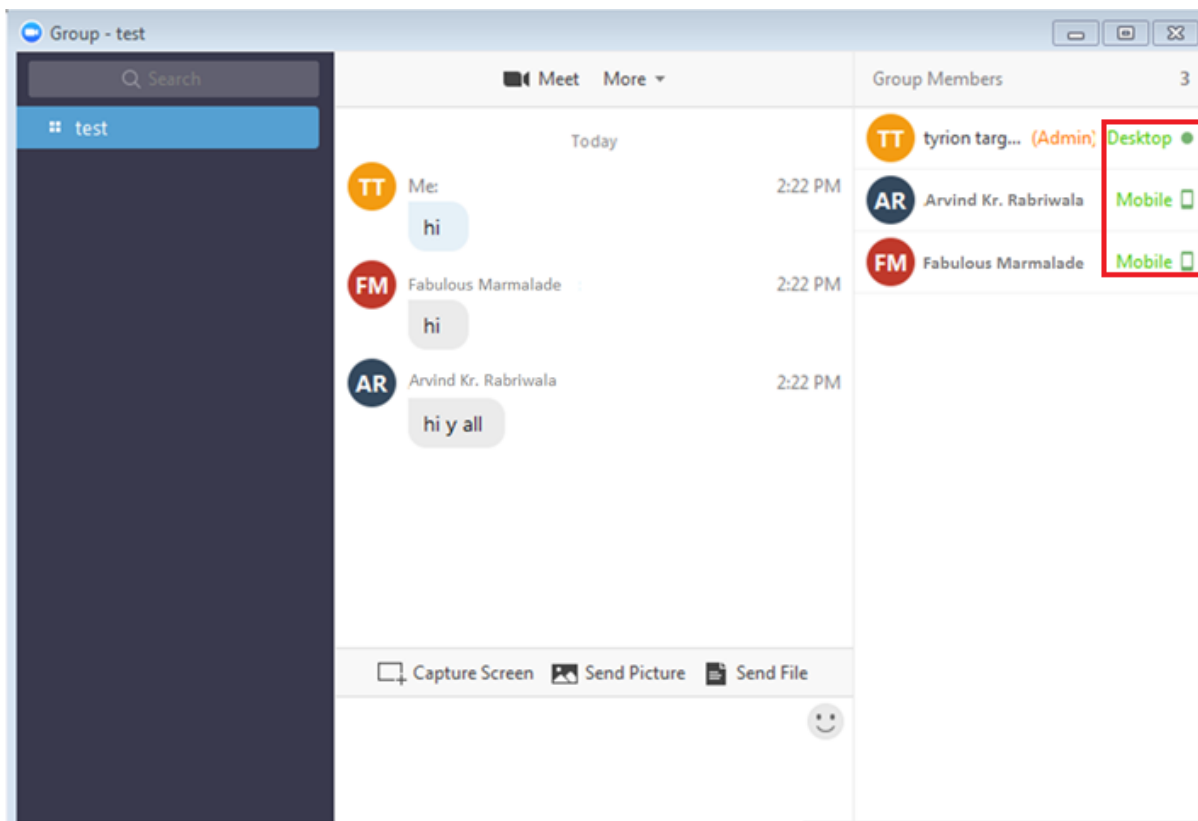 Group - test
Search
test
Meet More
Today
TT
Me:
2:22 PM
hi
FM
Fabulous Marmalade
2:22 PM
hi
AR
Arvind Kr. Rabriwala
2:22 PM
hi y all
Capture Screen Send Picture Send File
Group Members 3
TT tyrion targ... (Admin) Desktop
AR Arvind Kr. Rabriwala Mobile
FM Fabulous Marmalade Mobile